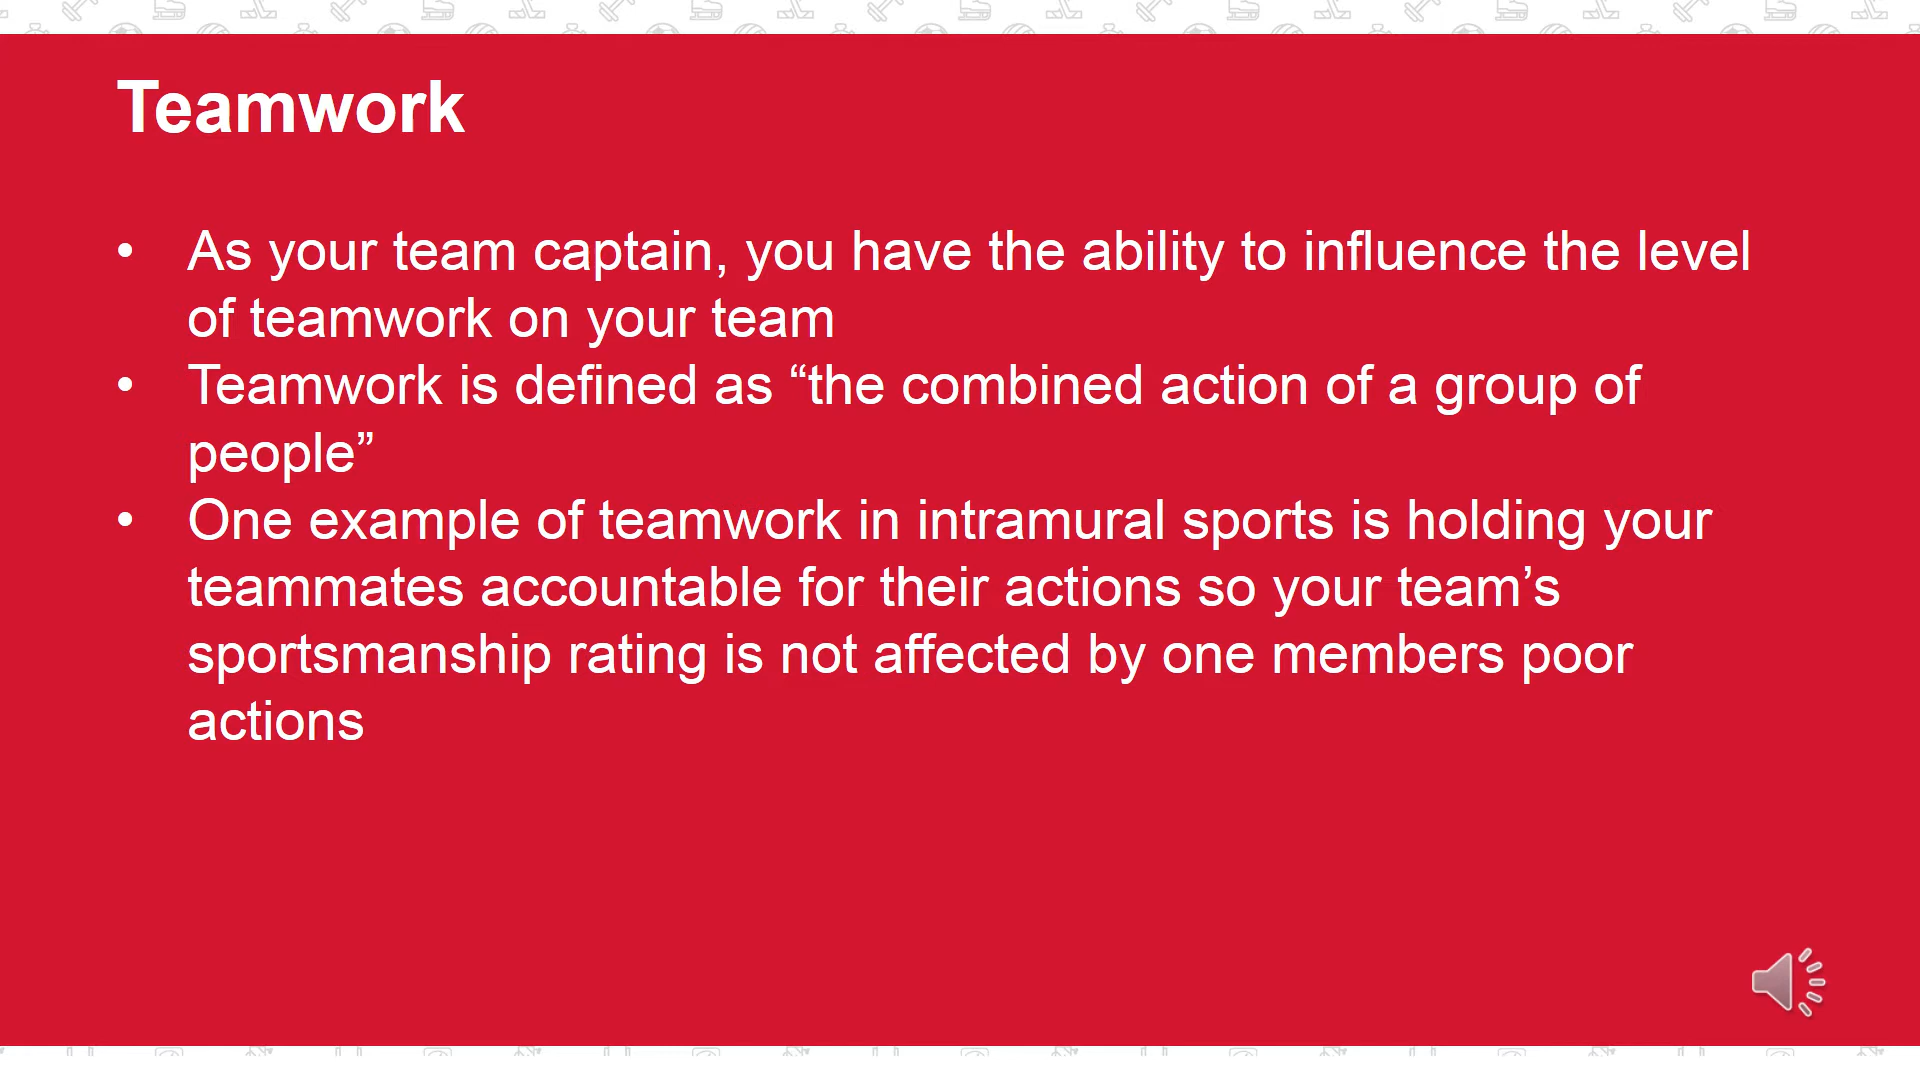 Teamwork
• As your team captain, you have the ability to influence the level
of teamwork on your team
• Teamwork is defined as “the combined action of a group of
people”
• One example of teamwork in intramural sports is holding your
teammates accountable for their actions so your team’s
sportsmanship rating is not affected by one members poor
actions